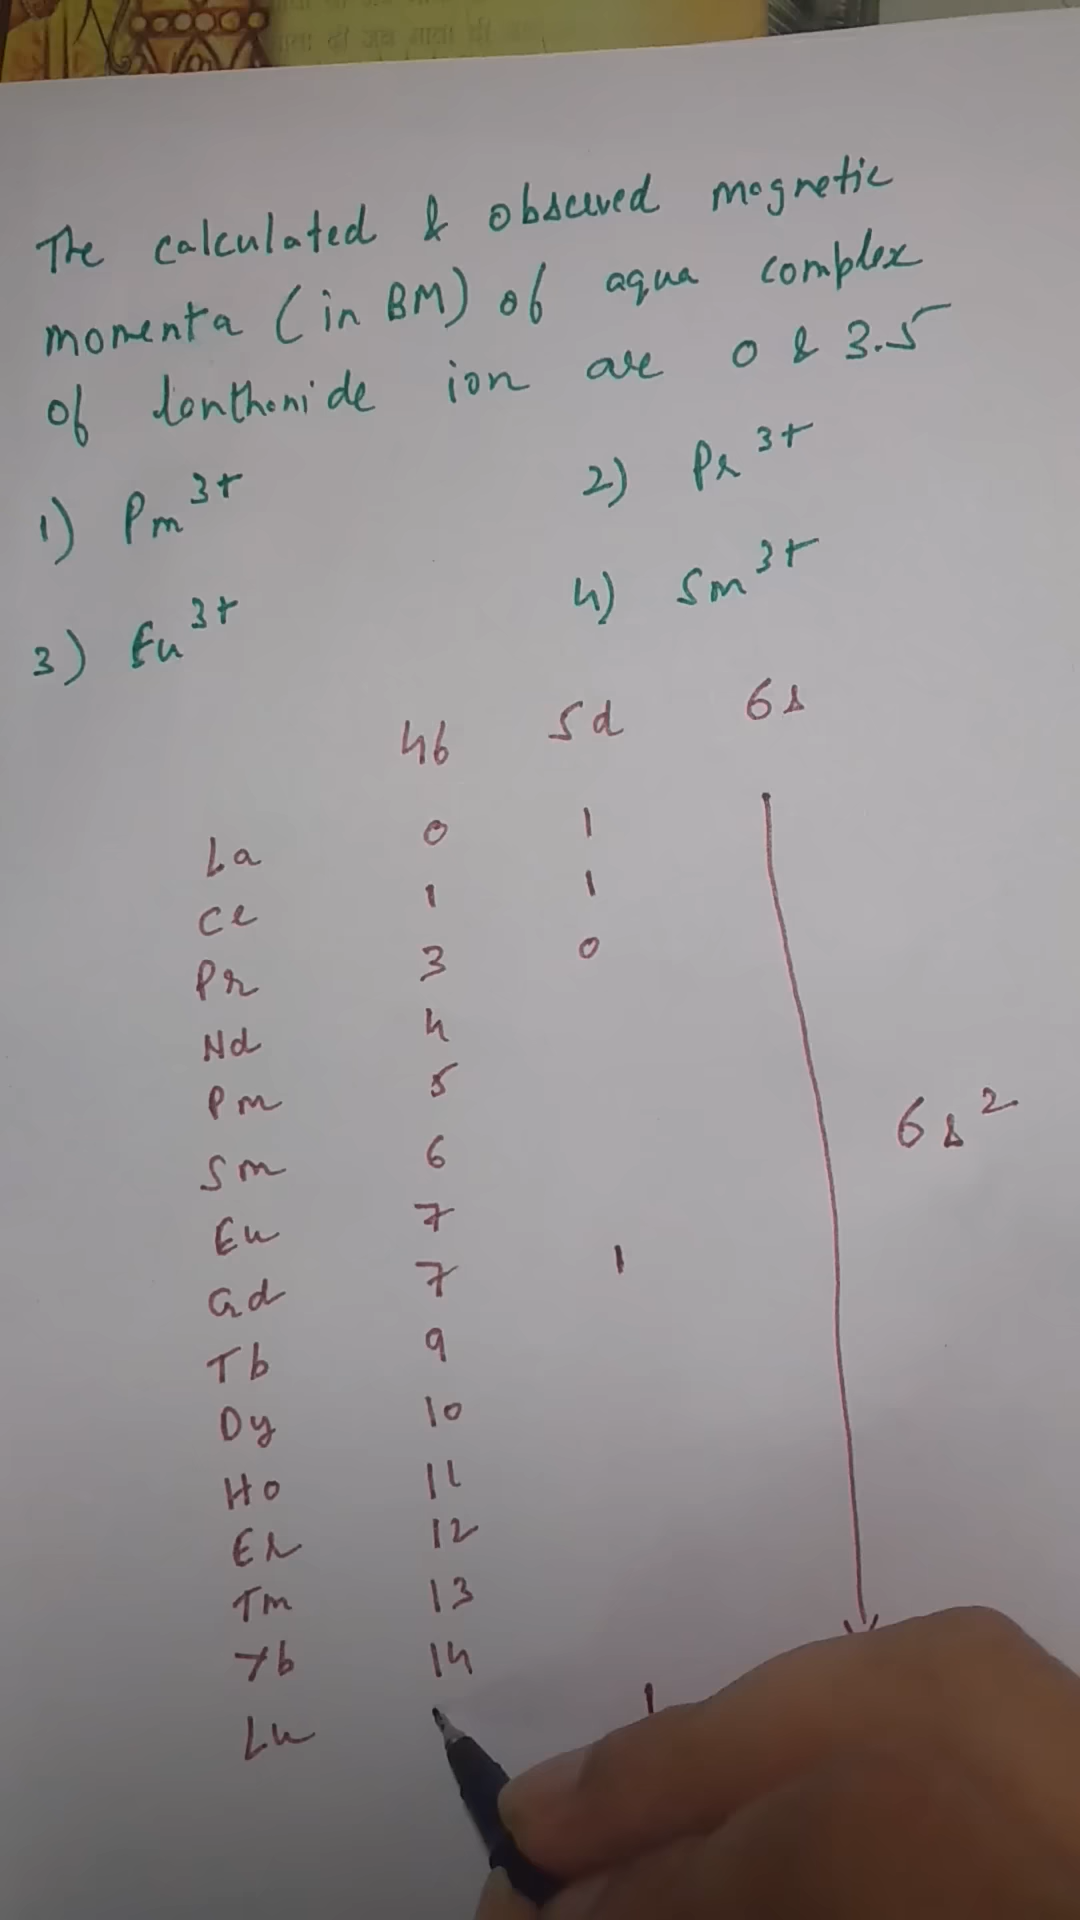 The calculated & observed magnetic
momenta (in BM) of aqua complex
of lanthanide ion are 0 & 3.5
1) Pm3+ 2) Pr3+
3) Eu3+ 4) Sm3+
4f 5d 6s
La 0 1
Ce 1 1
Pr 3 0
Nd 4
Pm 5
Sm 6
6s2
Eu 7
Gd 7 1
Tb 9
Dy 10
Ho 11
Er 12
Tm 13
Yb 14
Lu 1